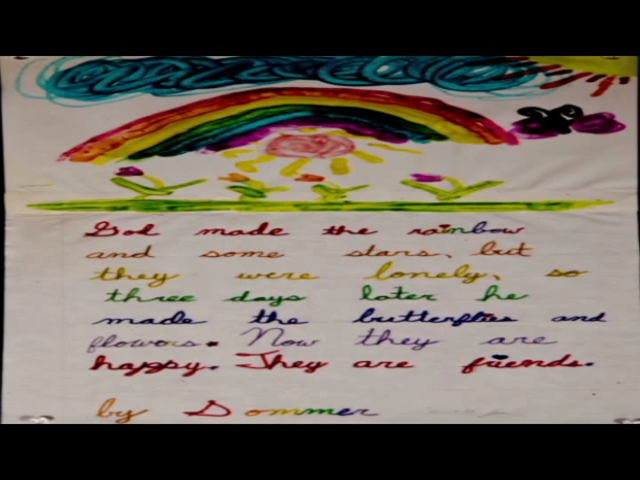 God made the rainbow
and some stars, but
they were lonely, so
three days later he
made the butterflies and
flowers. Now they are
happy. They are friends.
by Sommer